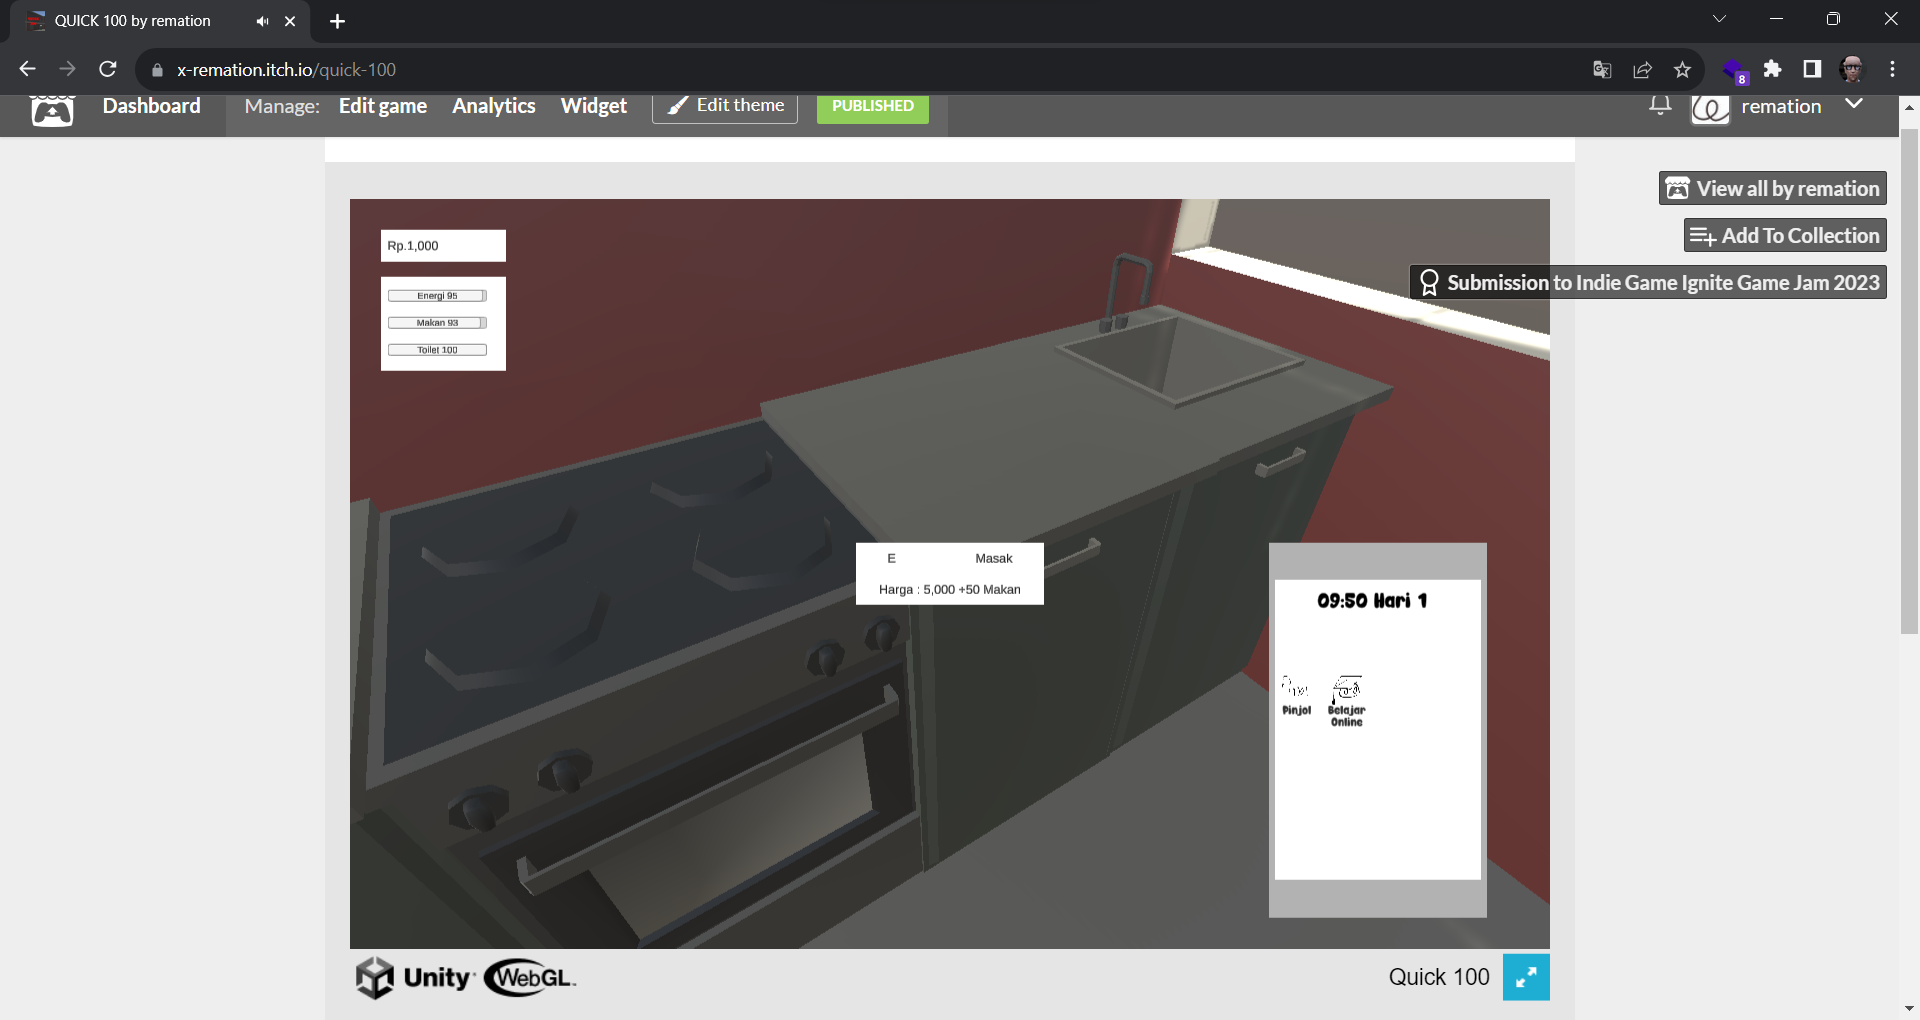 QUICK 100 by remation
x-remation.itch.io/quick-100
8
Dashboard
Manage: Edit game Analytics Widget Edit theme PUBLISHED
remation
View all by remation
Add To Collection
Submission to Indie Game Ignite Game Jam 2023
Rp.1,000
Energi 95
Makan 93
Toilet 100
E Masak
Harga : 5,000 +50 Makan
09:50 Hari 1
Pinjol
Belajar
Online
Unity WebGL
Quick 100